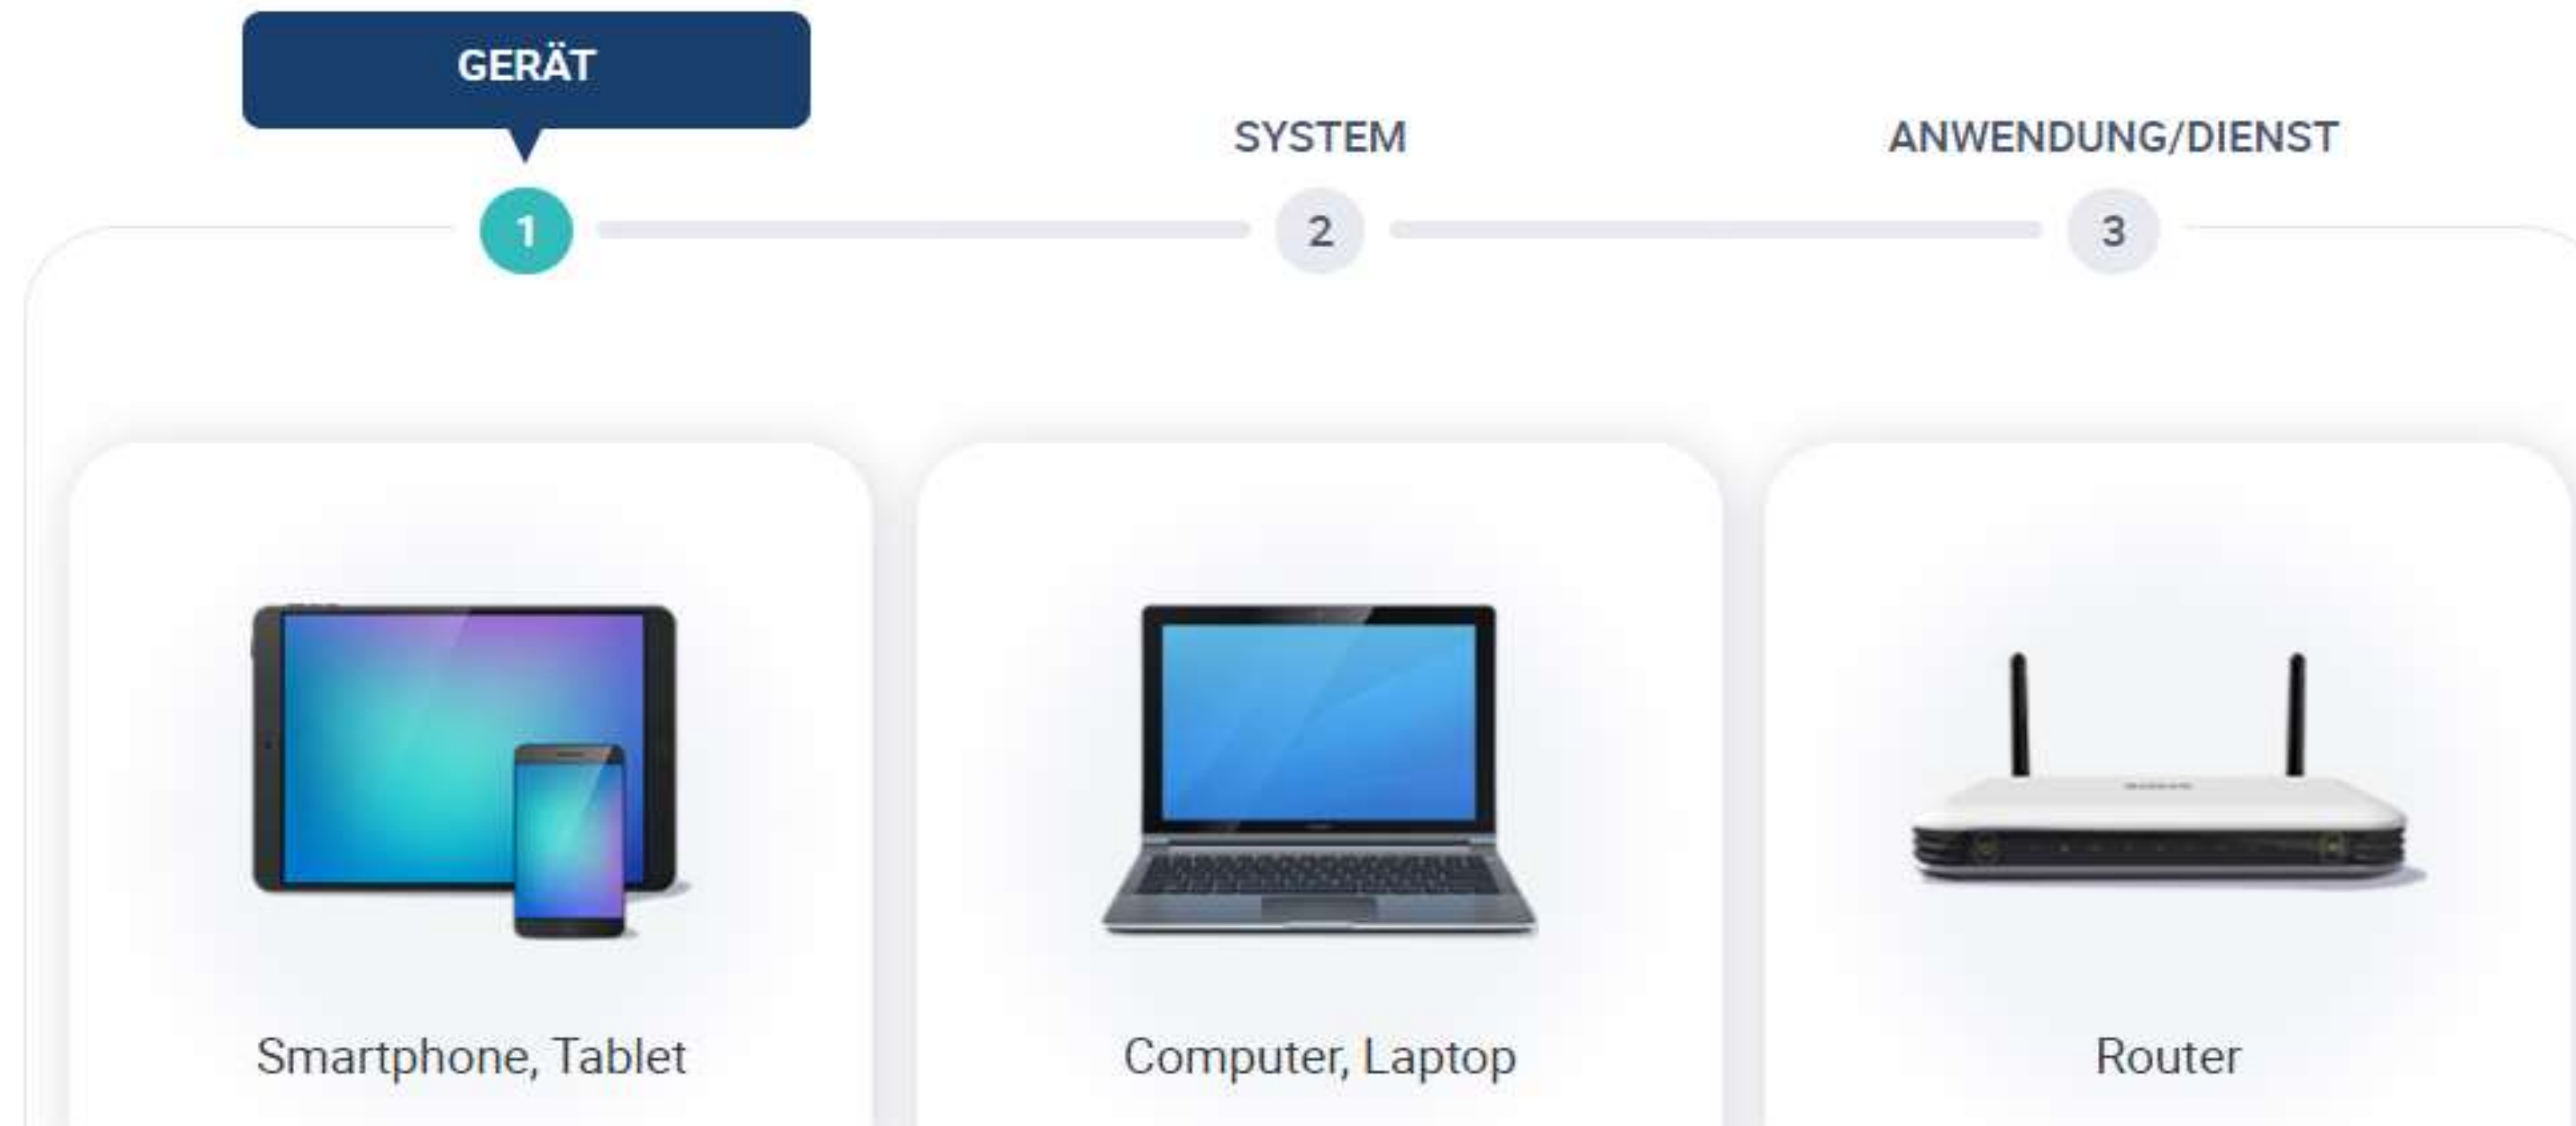 GERÄT
SYSTEM
ANWENDUNG/DIENST
1
2
3
Smartphone, Tablet
Computer, Laptop
Router